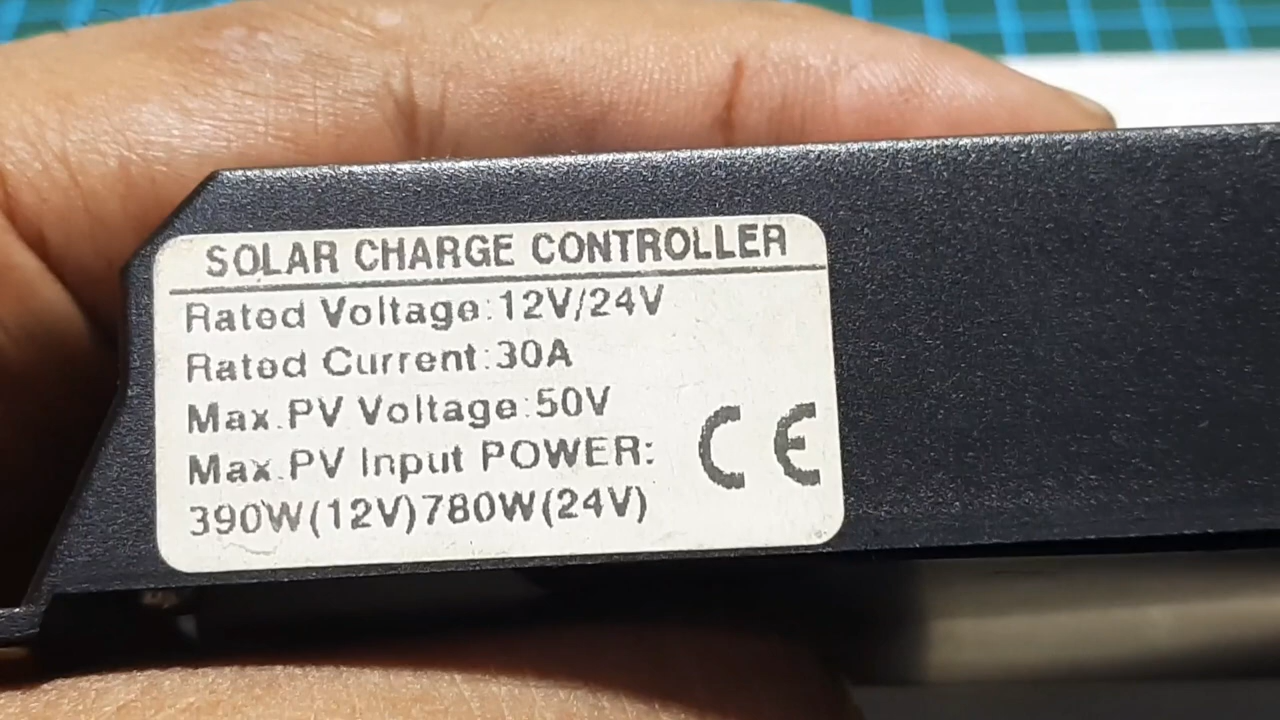 SOLAR CHARGE CONTROLLER
Rated Voltage:12V/24V
Rated Current:30A
Max.PV Voltage:50V
Max.PV Input POWER:
390W(12V)780W(24V)
CE